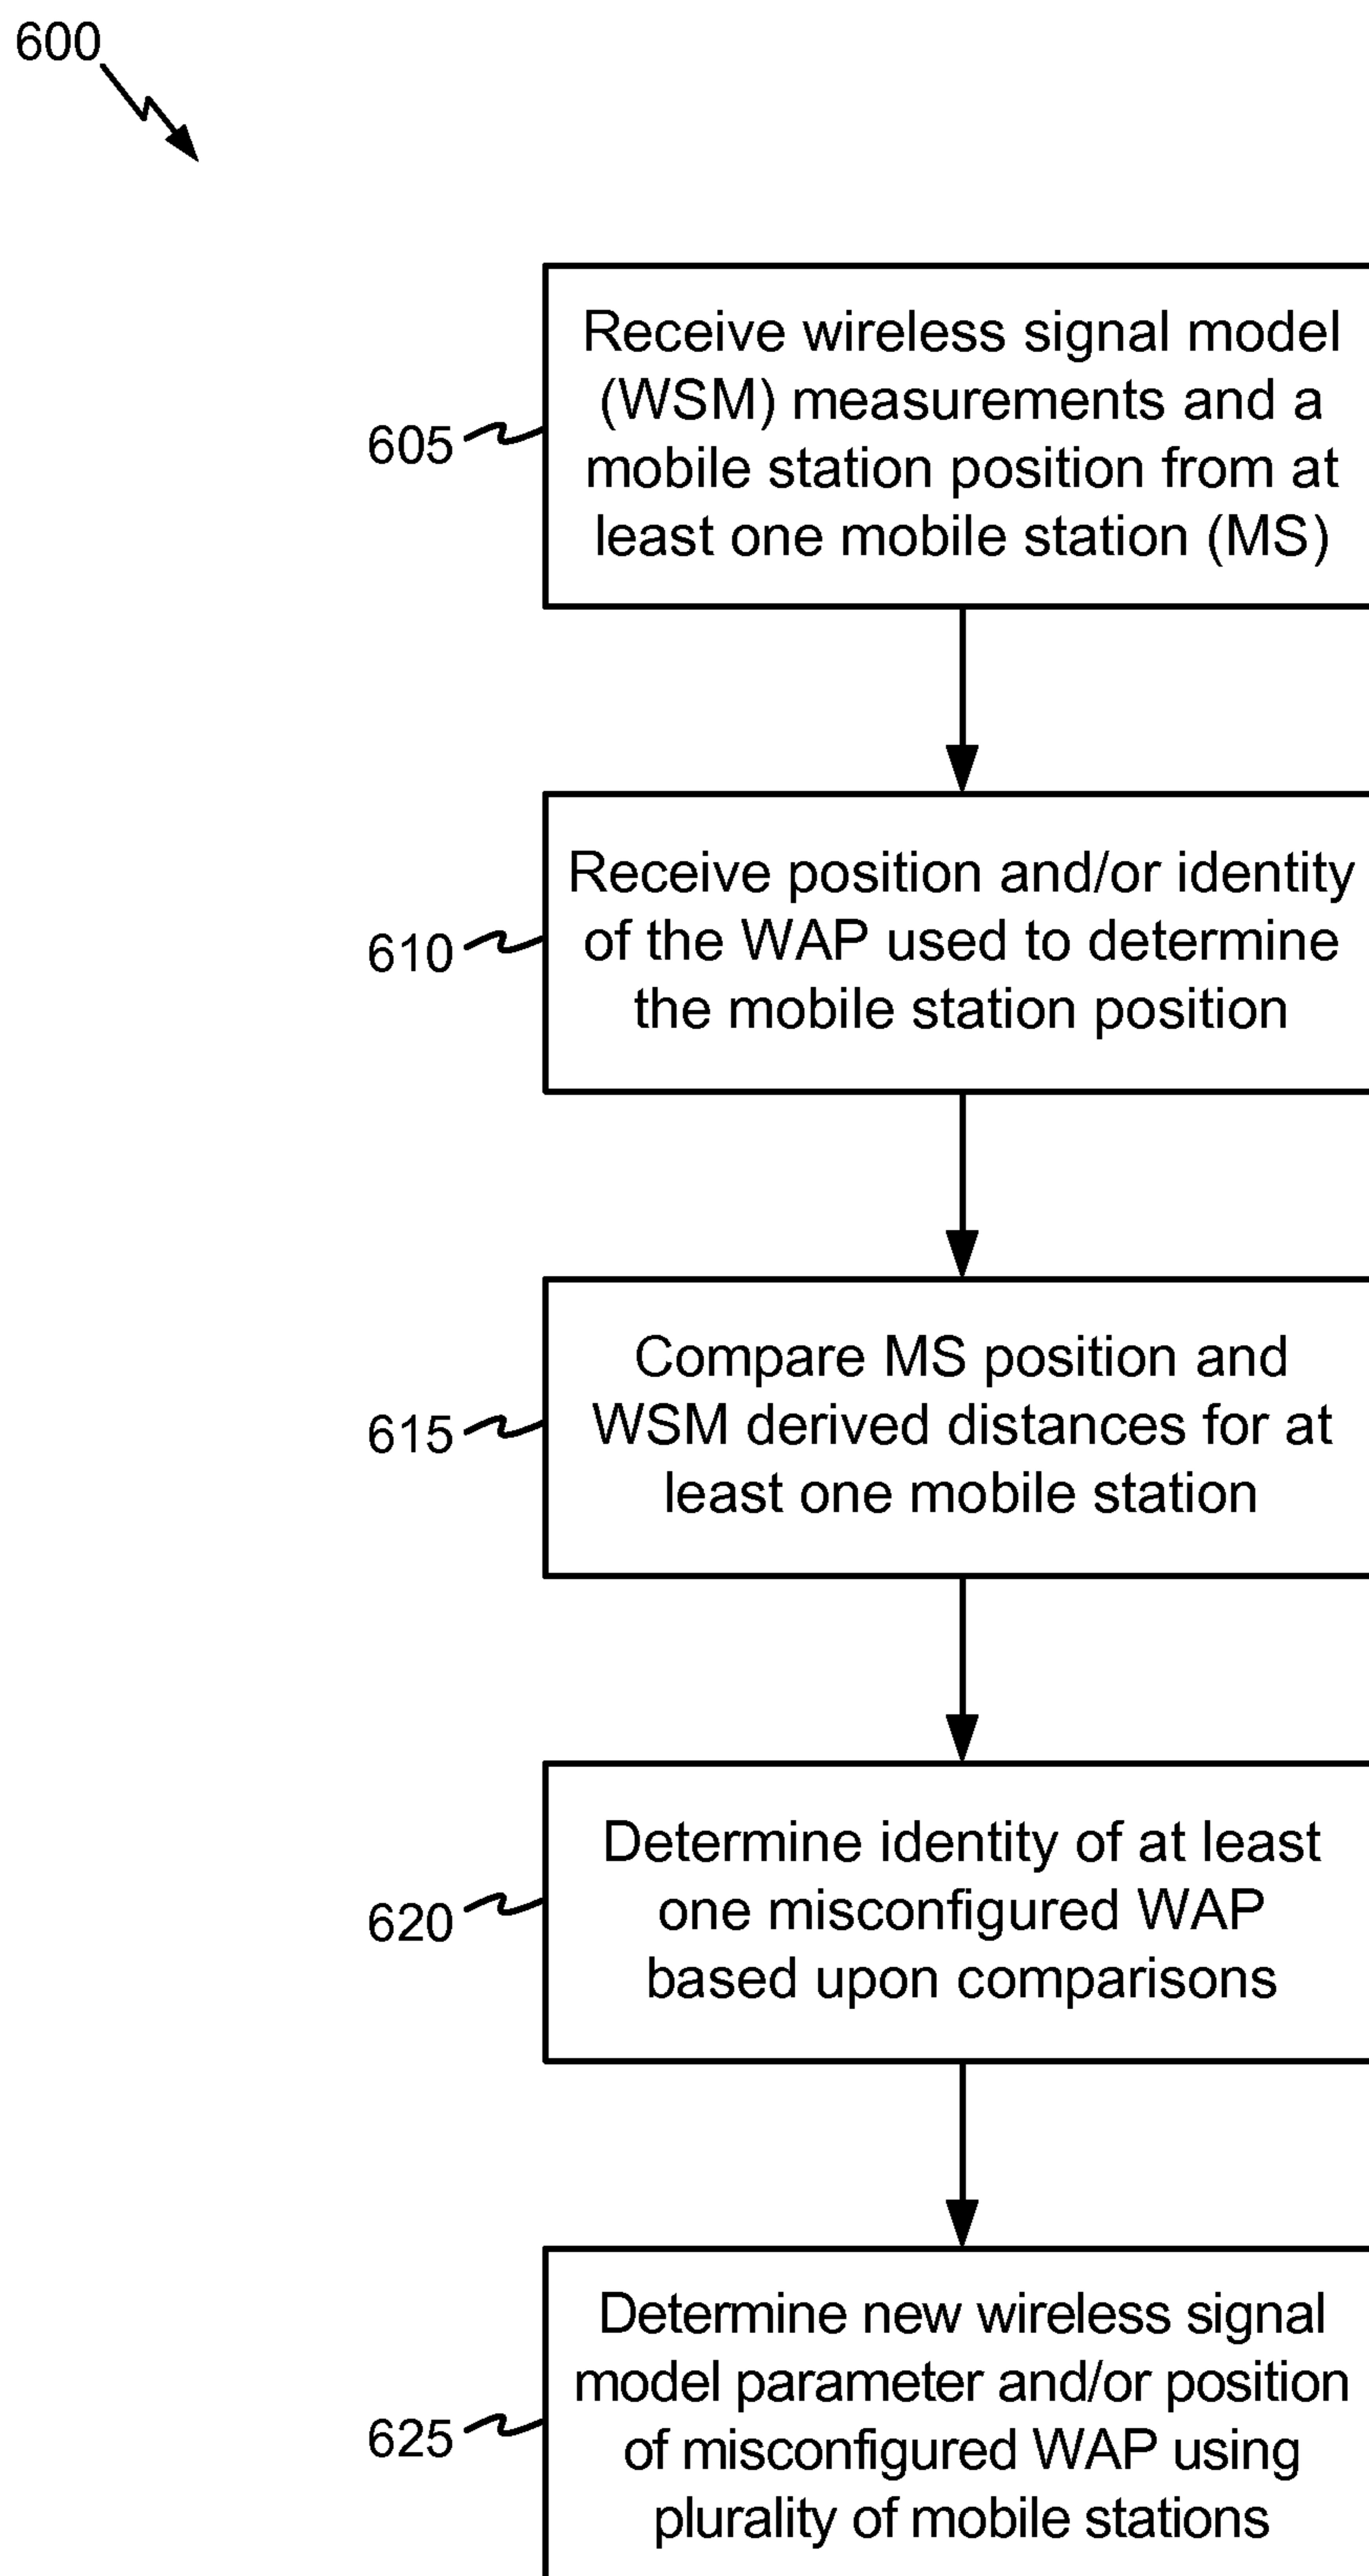 600
Receive wireless signal model
(WSM) measurements and a
mobile station position from at
least one mobile station (MS)
605
Receive position and/or identity
of the WAP used to determine
the mobile station position
610
Compare MS position and
WSM derived distances for at
least one mobile station
615
Determine identity of at least
one misconfigured WAP
based upon comparisons
620
Determine new wireless signal
model parameter and/or position
of misconfigured WAP using
plurality of mobile stations
625